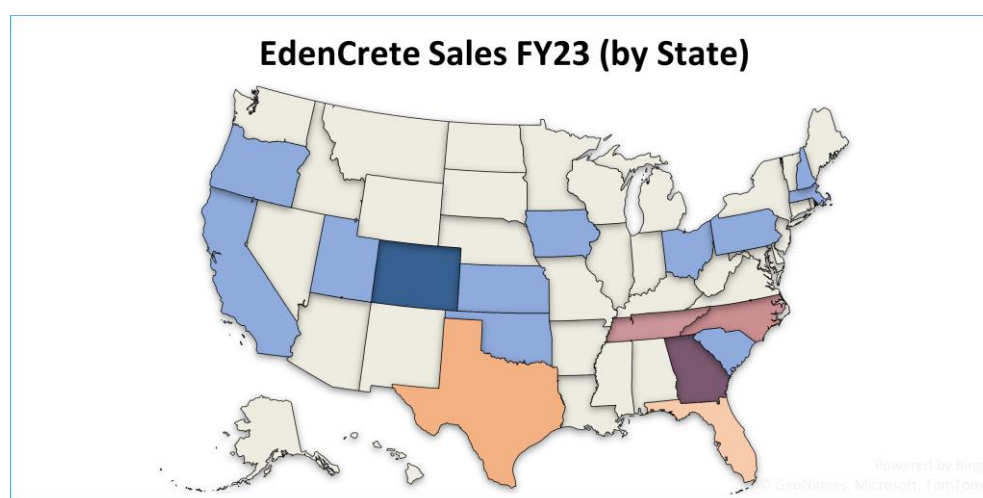 EdenCrete Sales FY23 (by State)
Powered by Bing
© GeoNames, Microsoft, TomTom